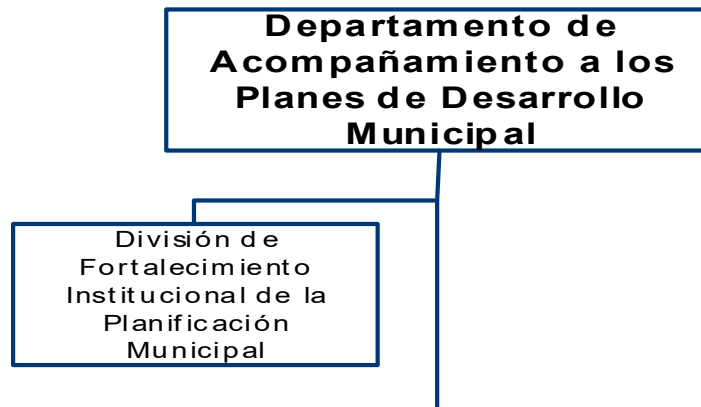 Departamento de
Acompañamiento a los
Planes de Desarrollo
Municipal
División de
Fortalecimiento
Institucional de la
Planificación
Municipal